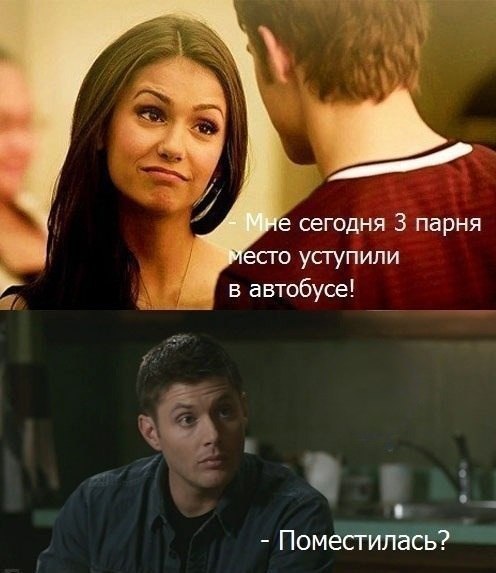 - Мне сегодня 3 парня
место уступили
в автобусе!
- Поместилась?